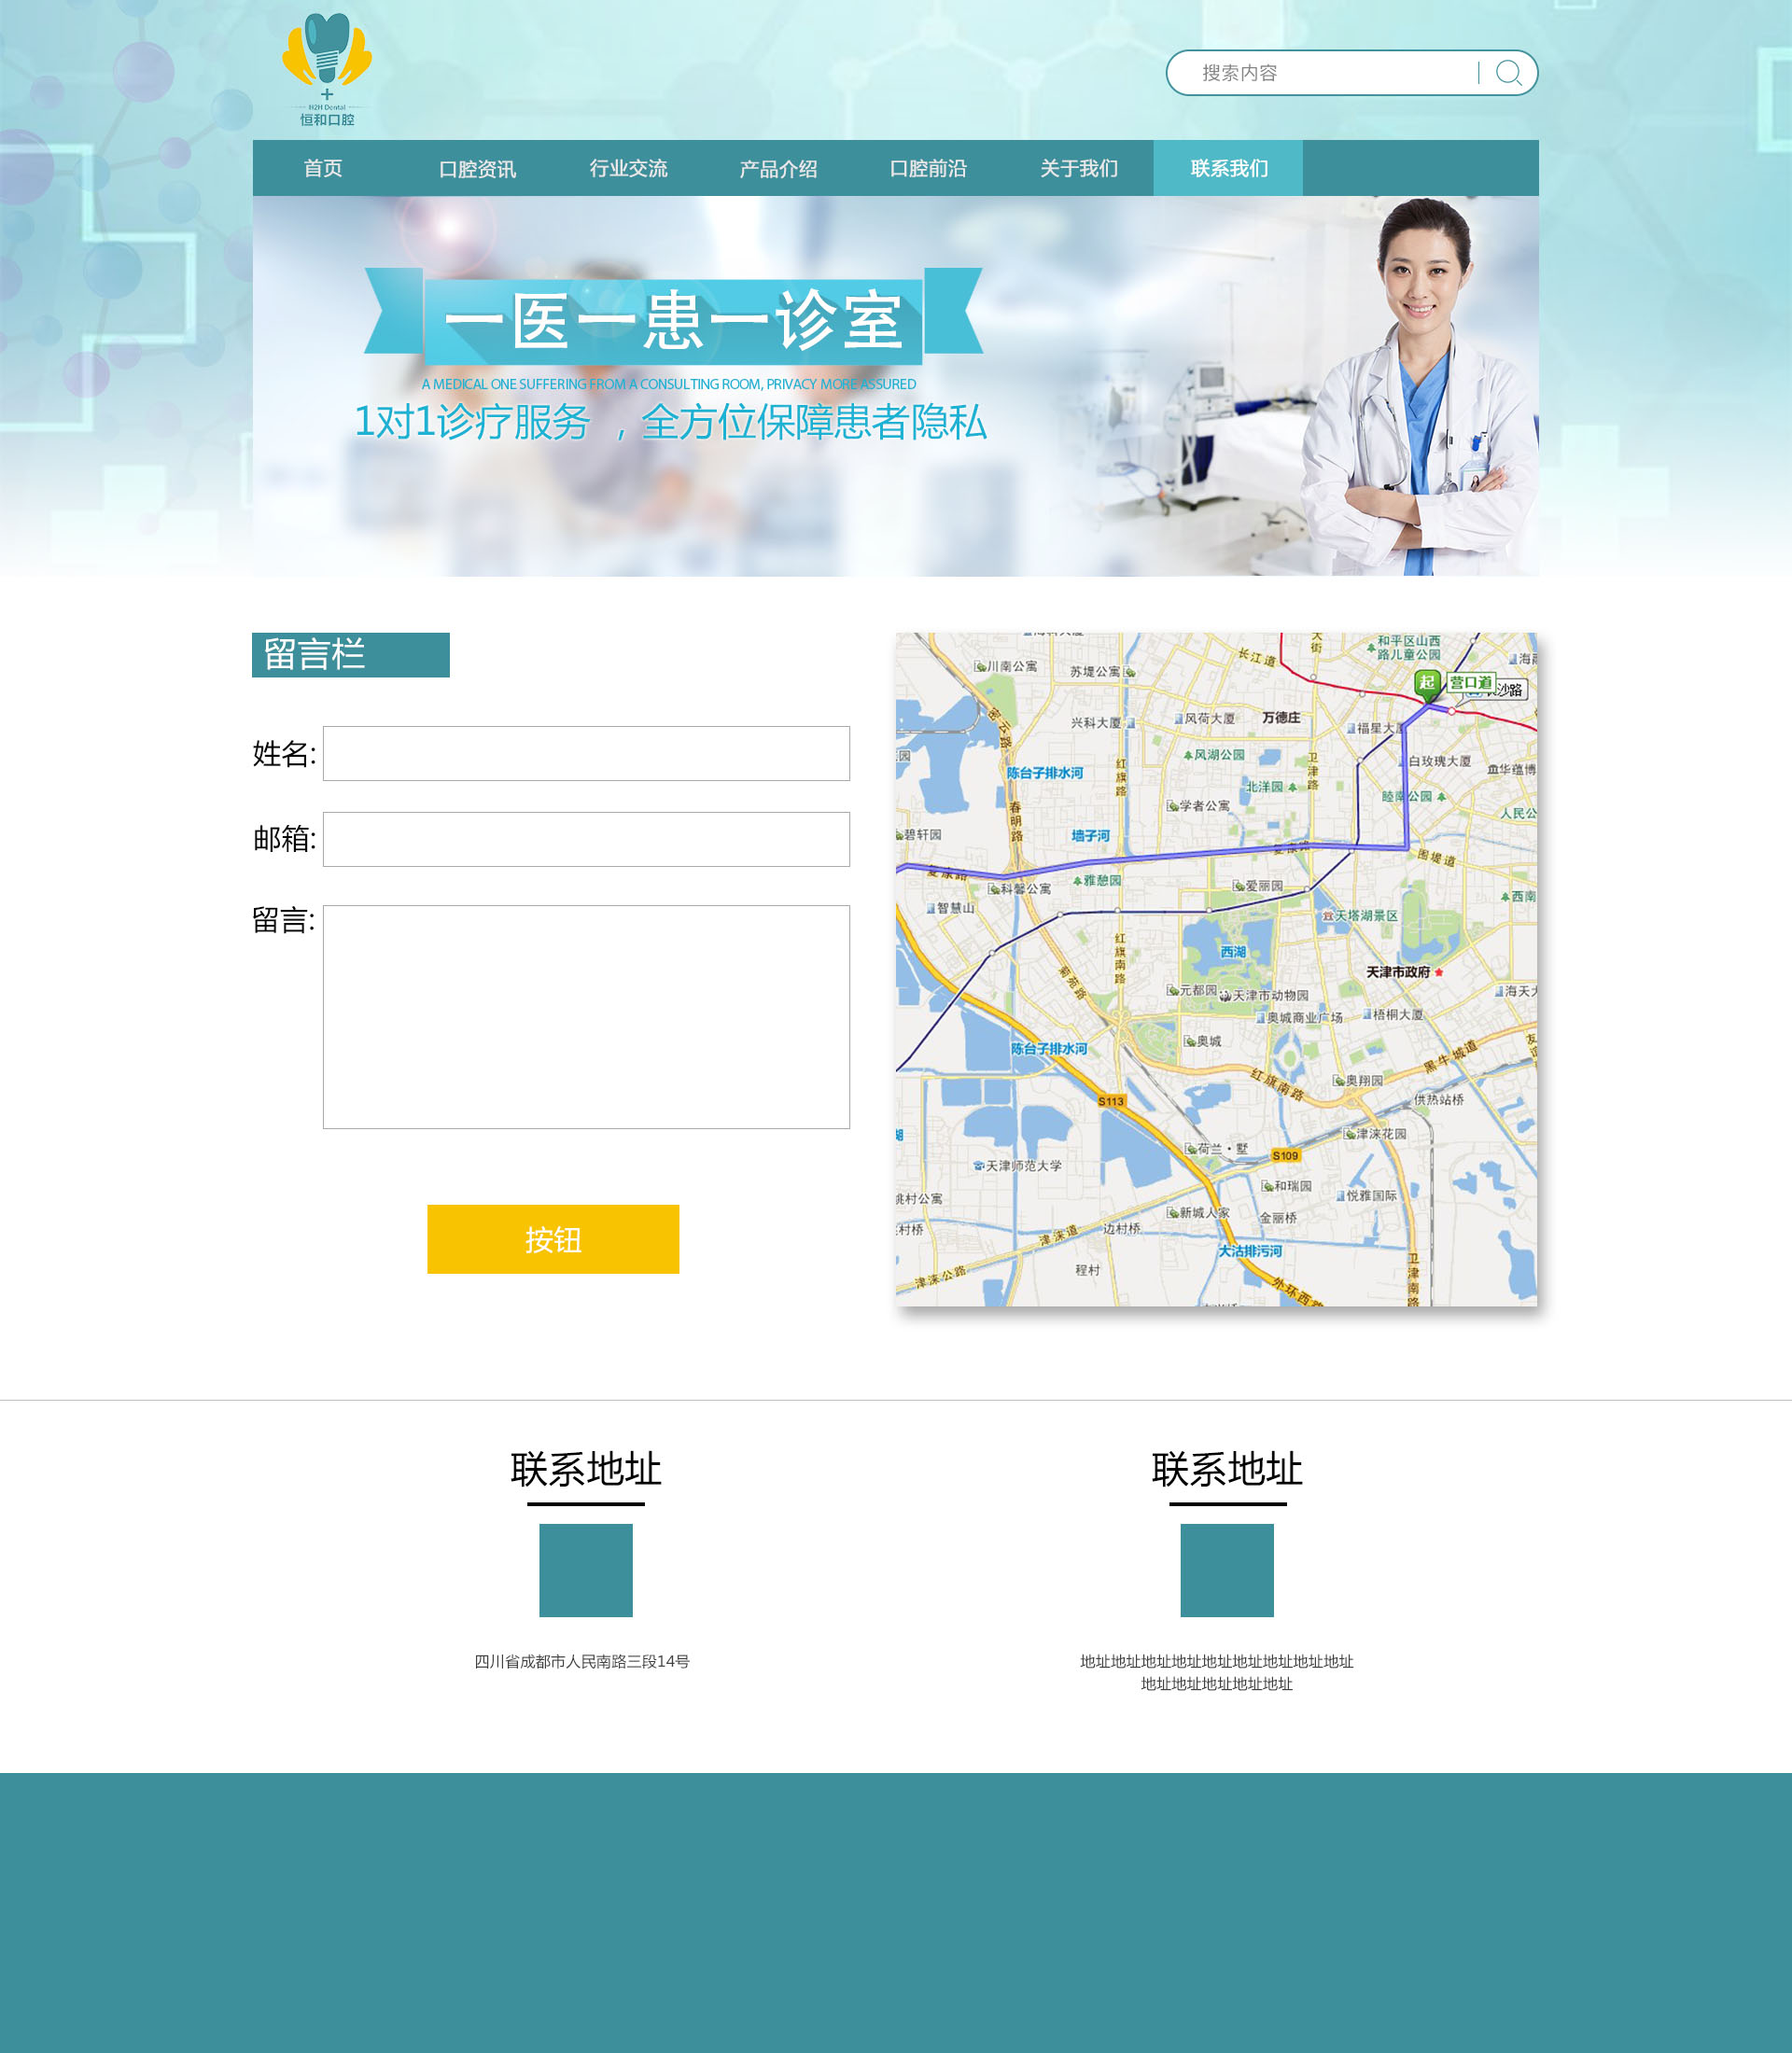 H2H Dental
恒和口腔
搜索内容
首页 口腔资讯 行业交流 产品介绍 口腔前沿 关于我们 联系我们
一医一患一诊室
A MEDICAL ONE SUFFERING FROM A CONSULTING ROOM, PRIVACY MORE ASSURED
1对1诊疗服务 ，全方位保障患者隐私
留言栏
姓名:
邮箱:
留言:
按钮
和平区山西
路儿童公园
长江道
川南公寓
苏堤公寓
起
营口道
密云路
兴科大厦
风荷大厦
万德庄
福星大厦
风湖公园
红旗路
卫津路
白玫瑰大厦
陈台子排水河
北洋园
睦南公园
学者公寓
春明路
人民公
碧轩园
墙子河
复康路
围堤道
复康路
科馨公寓
雅憩园
爱丽园
西南
智慧山
天塔湖景区
红旗南路
西湖
天津市政府
菊苑路
元都园
天津市动物园
海天大
奥城商业广场
梧桐大厦
奥城
陈台子排水河
黑牛城道
红旗南路
奥翔园
S113
供热站桥
津涞花园
荷兰·墅
S109
天津师范大学
和瑞园
悦雅国际
姚村公寓
新城人家
金丽桥
边村桥
津涞道
大沽排污河
程村
津涞公路
外环西路
卫津南路
联系地址
四川省成都市人民南路三段14号
联系地址
地址地址地址地址地址地址地址地址地址
地址地址地址地址地址